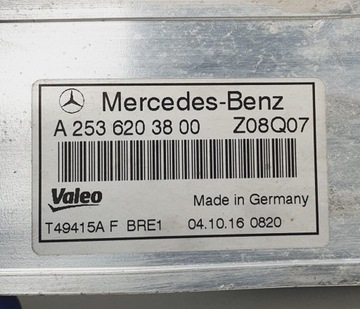 Mercedes-Benz
A 253 620 38 00 Z08Q07
Valeo Made in Germany
T49415A F BRE1 04.10.16 0820